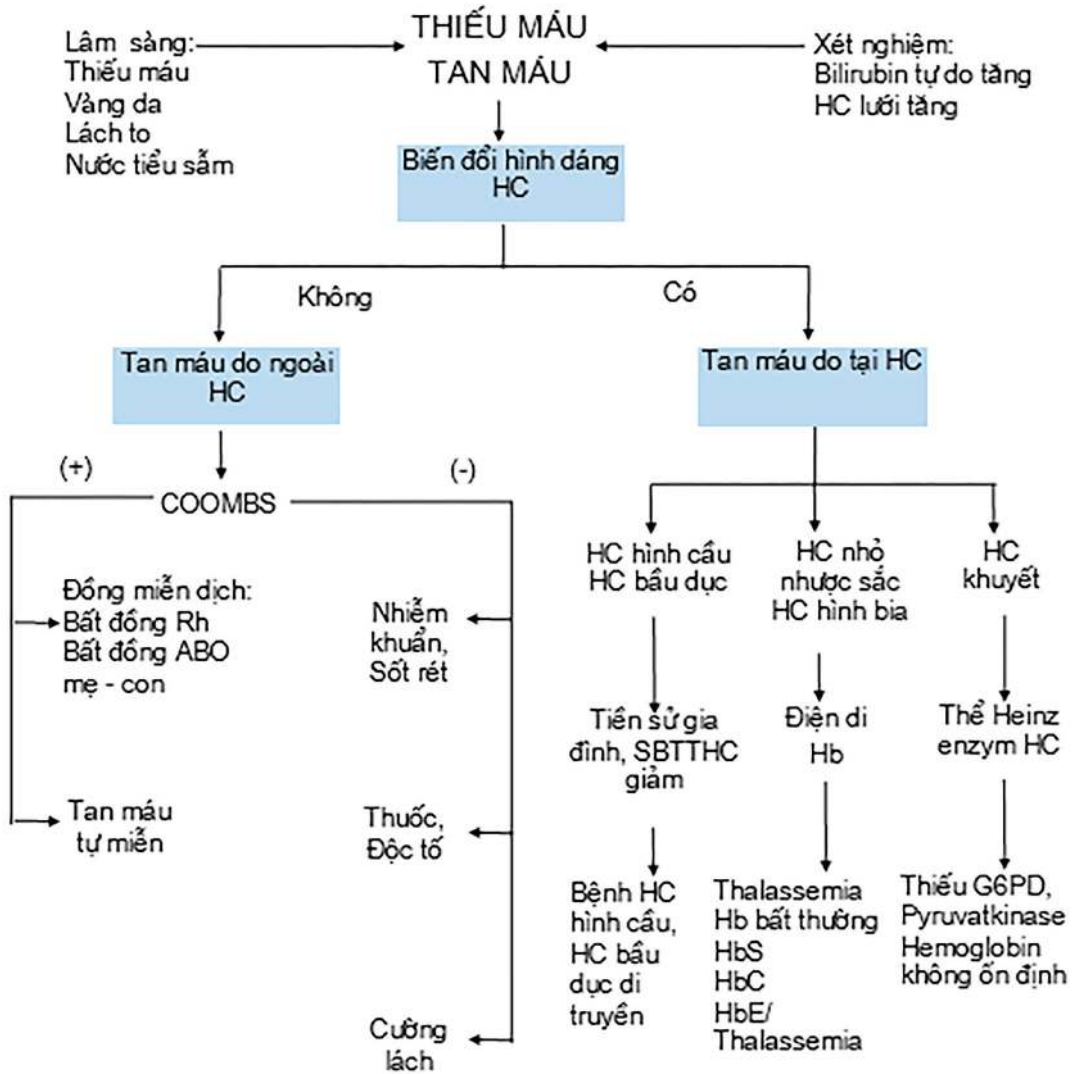 THIẾU MÁU
TAN MÁU
Lâm sàng:
Thiếu máu
Vàng da
Lách to
Nước tiểu sẫm
Xét nghiệm:
Bilirubin tự do tăng
HC lưới tăng
Biến đổi hình dáng
HC
Không
Có
Tan máu do ngoài
HC
Tan máu do tại HC
(+)
(-)
COOMBS
Đồng miễn dịch:
Bất đồng Rh
Bất đồng ABO
mẹ - con
Tan máu
tự miễn
Nhiễm
khuẩn,
Sốt rét
Thuốc,
Độc tố
Cường
lách
HC hình cầu
HC bầu dục
Tiền sử gia
đình, SBTTHC
giảm
Bệnh HC
hình cầu,
HC bầu
dục di
truyền
HC nhỏ
nhược sắc
HC hình bia
Điện di
Hb
Thalassemia
Hb bất thường
HbS
HbC
HbE/
Thalassemia
HC
khuyết
Thể Heinz
enzym HC
Thiếu G6PD,
Pyruvatkinase
Hemoglobin
không ổn định